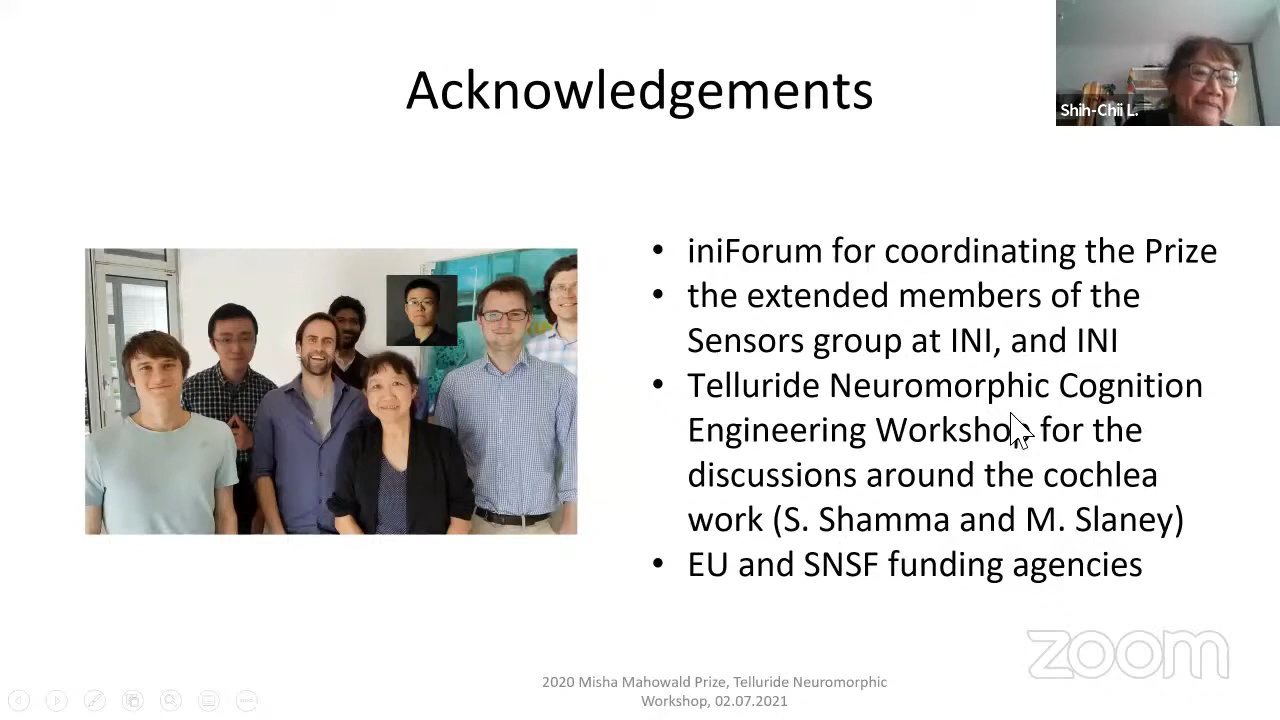 Acknowledgements
Shih-Chii L.
• iniForum for coordinating the Prize
• the extended members of the
Sensors group at INI, and INI
• Telluride Neuromorphic Cognition
Engineering Workshop for the
discussions around the cochlea
work (S. Shamma and M. Slaney)
• EU and SNSF funding agencies
zoom
2020 Misha Mahowald Prize, Telluride Neuromorphic
Workshop, 02.07.2021